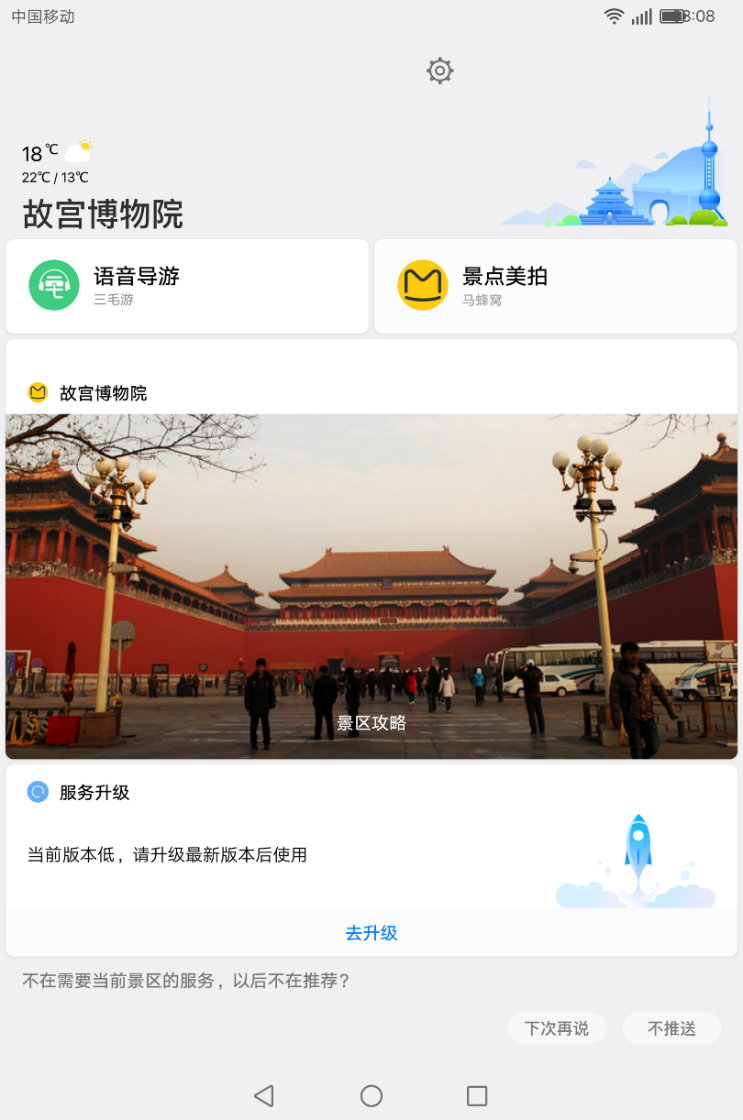 中国移动
8:08
18℃
22℃ / 13℃
故宫博物院
语音导游
三毛游
景点美拍
马蜂窝
故宫博物院
景区攻略
服务升级
当前版本低，请升级最新版本后使用
去升级
不在需要当前景区的服务，以后不在推荐？
下次再说
不推送